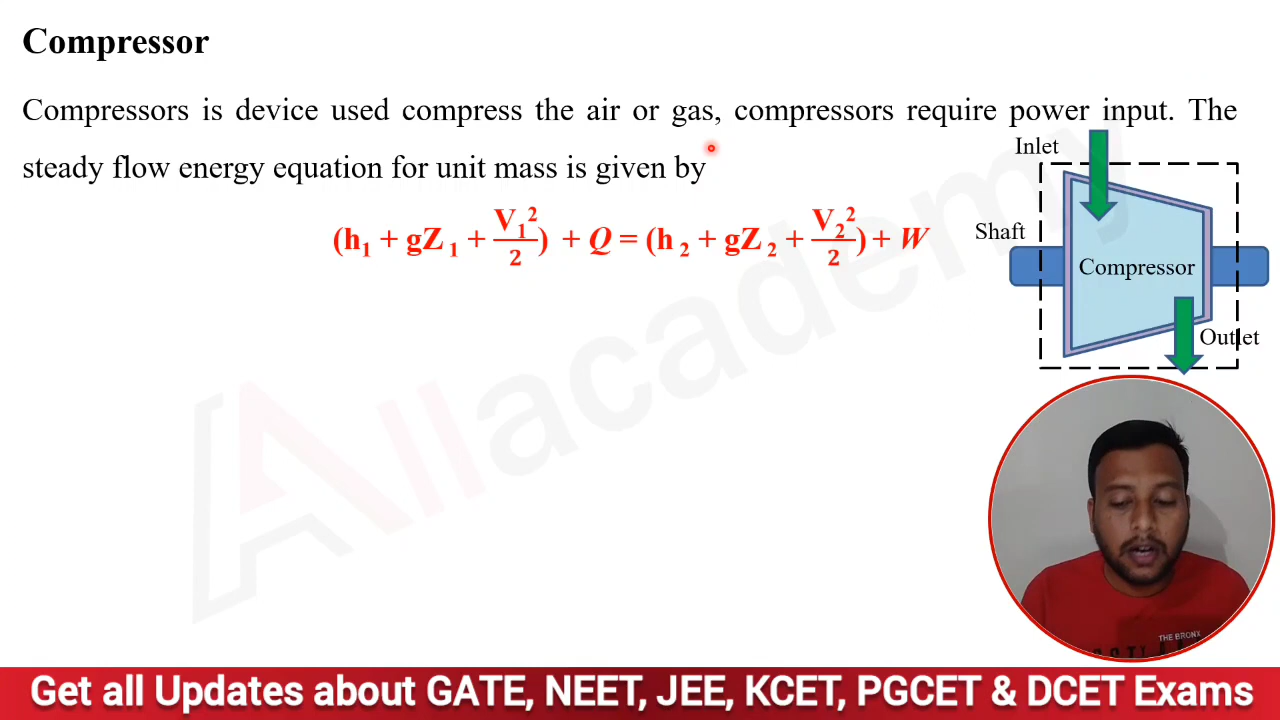 Compressor
Compressors is device used compress the air or gas, compressors require power input. The
steady flow energy equation for unit mass is given by
(h₁ + gZ₁ + V₁²/2) + Q = (h₂ + gZ₂ + V₂²/2) + W
Inlet
Shaft
Compressor
Outlet
Allacademy
THE BRONX
Get all Updates about GATE, NEET, JEE, KCET, PGCET & DCET Exams